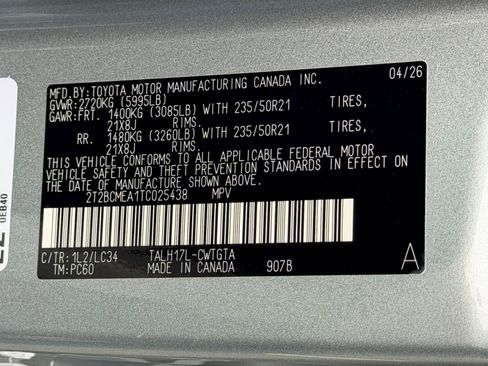 MFD.BY:TOYOTA MOTOR MANUFACTURING CANADA INC. 04/26
GVWR: 2720KG (5995LB)
GAWR:FRT. 1400KG (3085LB) WITH 235/50R21 TIRES,
21X8J RIMS.
RR. 1480KG (3260LB) WITH 235/50R21 TIRES,
21X8J RIMS.
THIS VEHICLE CONFORMS TO ALL APPLICABLE FEDERAL MOTOR
VEHICLE SAFETY AND THEFT PREVENTION STANDARDS IN EFFECT ON
THE DATE OF MANUFACTURE SHOWN ABOVE.
2T2BCMEA1TC025438 MPV
C/TR: 1L2/LC34 TALH17L-CWTGTA
TM: PC60 MADE IN CANADA 907B A
0EB40